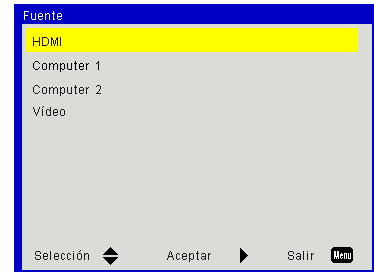 Fuente
HDMI
Computer 1
Computer 2
Vídeo
Selección Aceptar Salir Menu